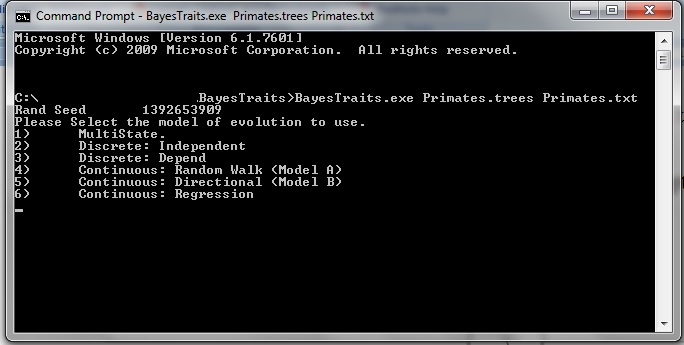 Command Prompt - BayesTraits.exe  Primates.trees Primates.txt
Microsoft Windows [Version 6.1.7601]
Copyright (c) 2009 Microsoft Corporation.  All rights reserved.
C:\ .BayesTraits>BayesTraits.exe Primates.trees Primates.txt
Rand Seed       1392653909
Please Select the model of evolution to use.
1)      MultiState.
2)      Discrete: Independent
3)      Discrete: Depend
4)      Continuous: Random Walk (Model A)
5)      Continuous: Directional (Model B)
6)      Continuous: Regression